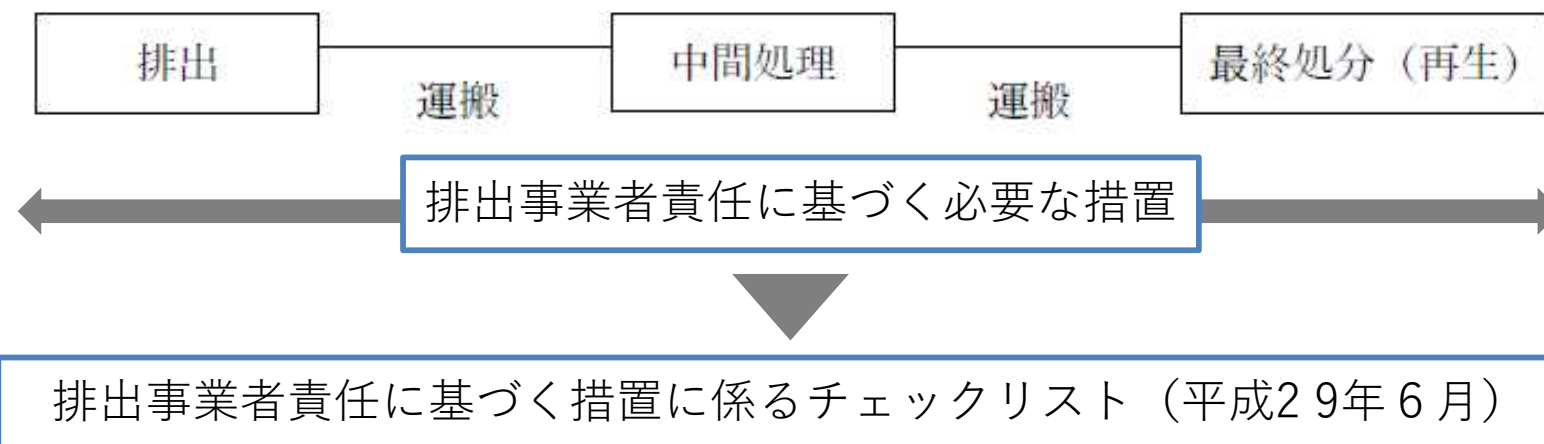 排出
中間処理
最終処分（再生）
運搬
運搬
排出事業者責任に基づく必要な措置
排出事業者責任に基づく措置に係るチェックリスト（平成２９年６月）